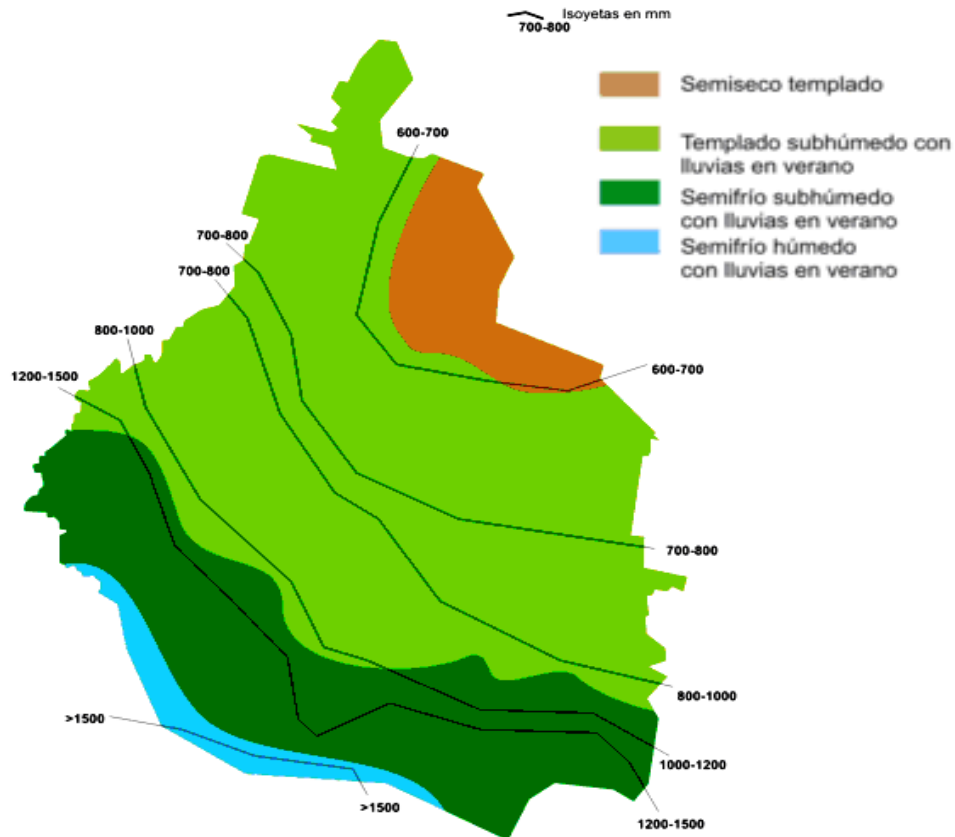 Isoyetas en mm
700-800
Semiseco templado
Templado subhúmedo con
lluvias en verano
Semifrío subhúmedo
con lluvias en verano
Semifrío húmedo
con lluvias en verano
600-700
700-800
700-800
800-1000
1200-1500
600-700
700-800
800-1000
>1500
1000-1200
>1500
1200-1500